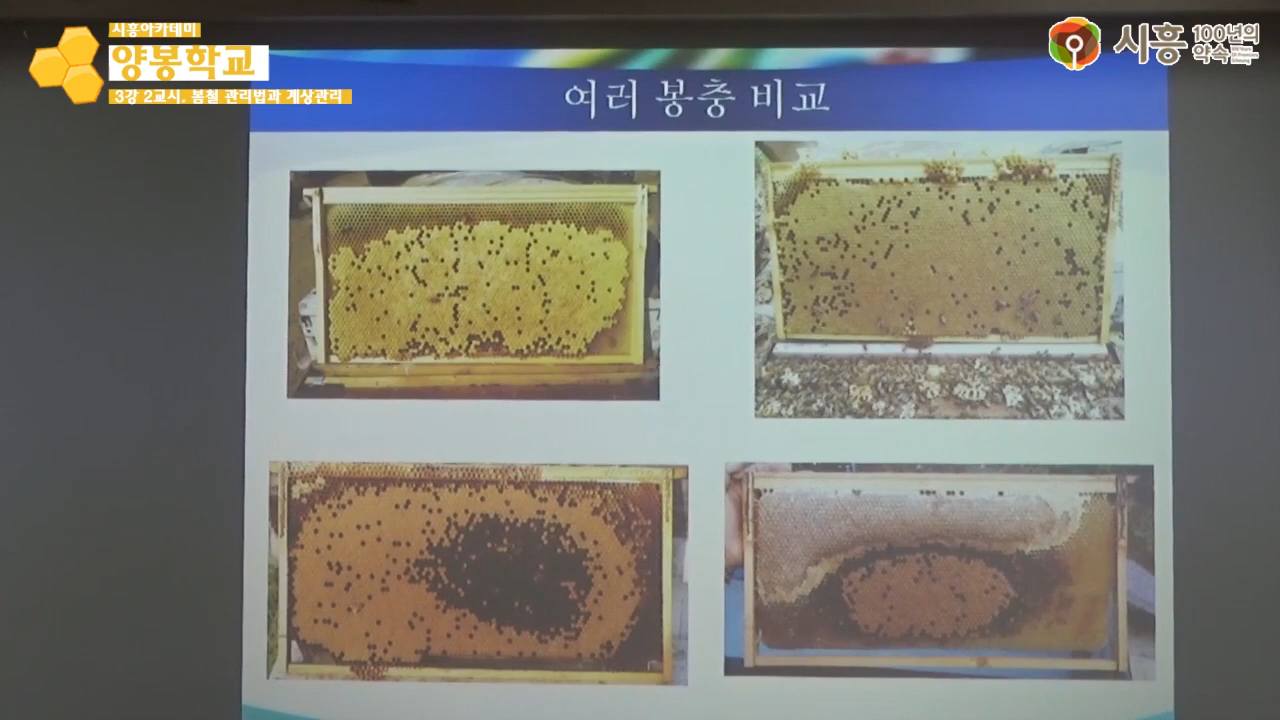 시흥아카데미
양봉학교
3강 2교시. 봄철 관리법과 계상관리
시흥
100년의
약속
여러 봉충 비교